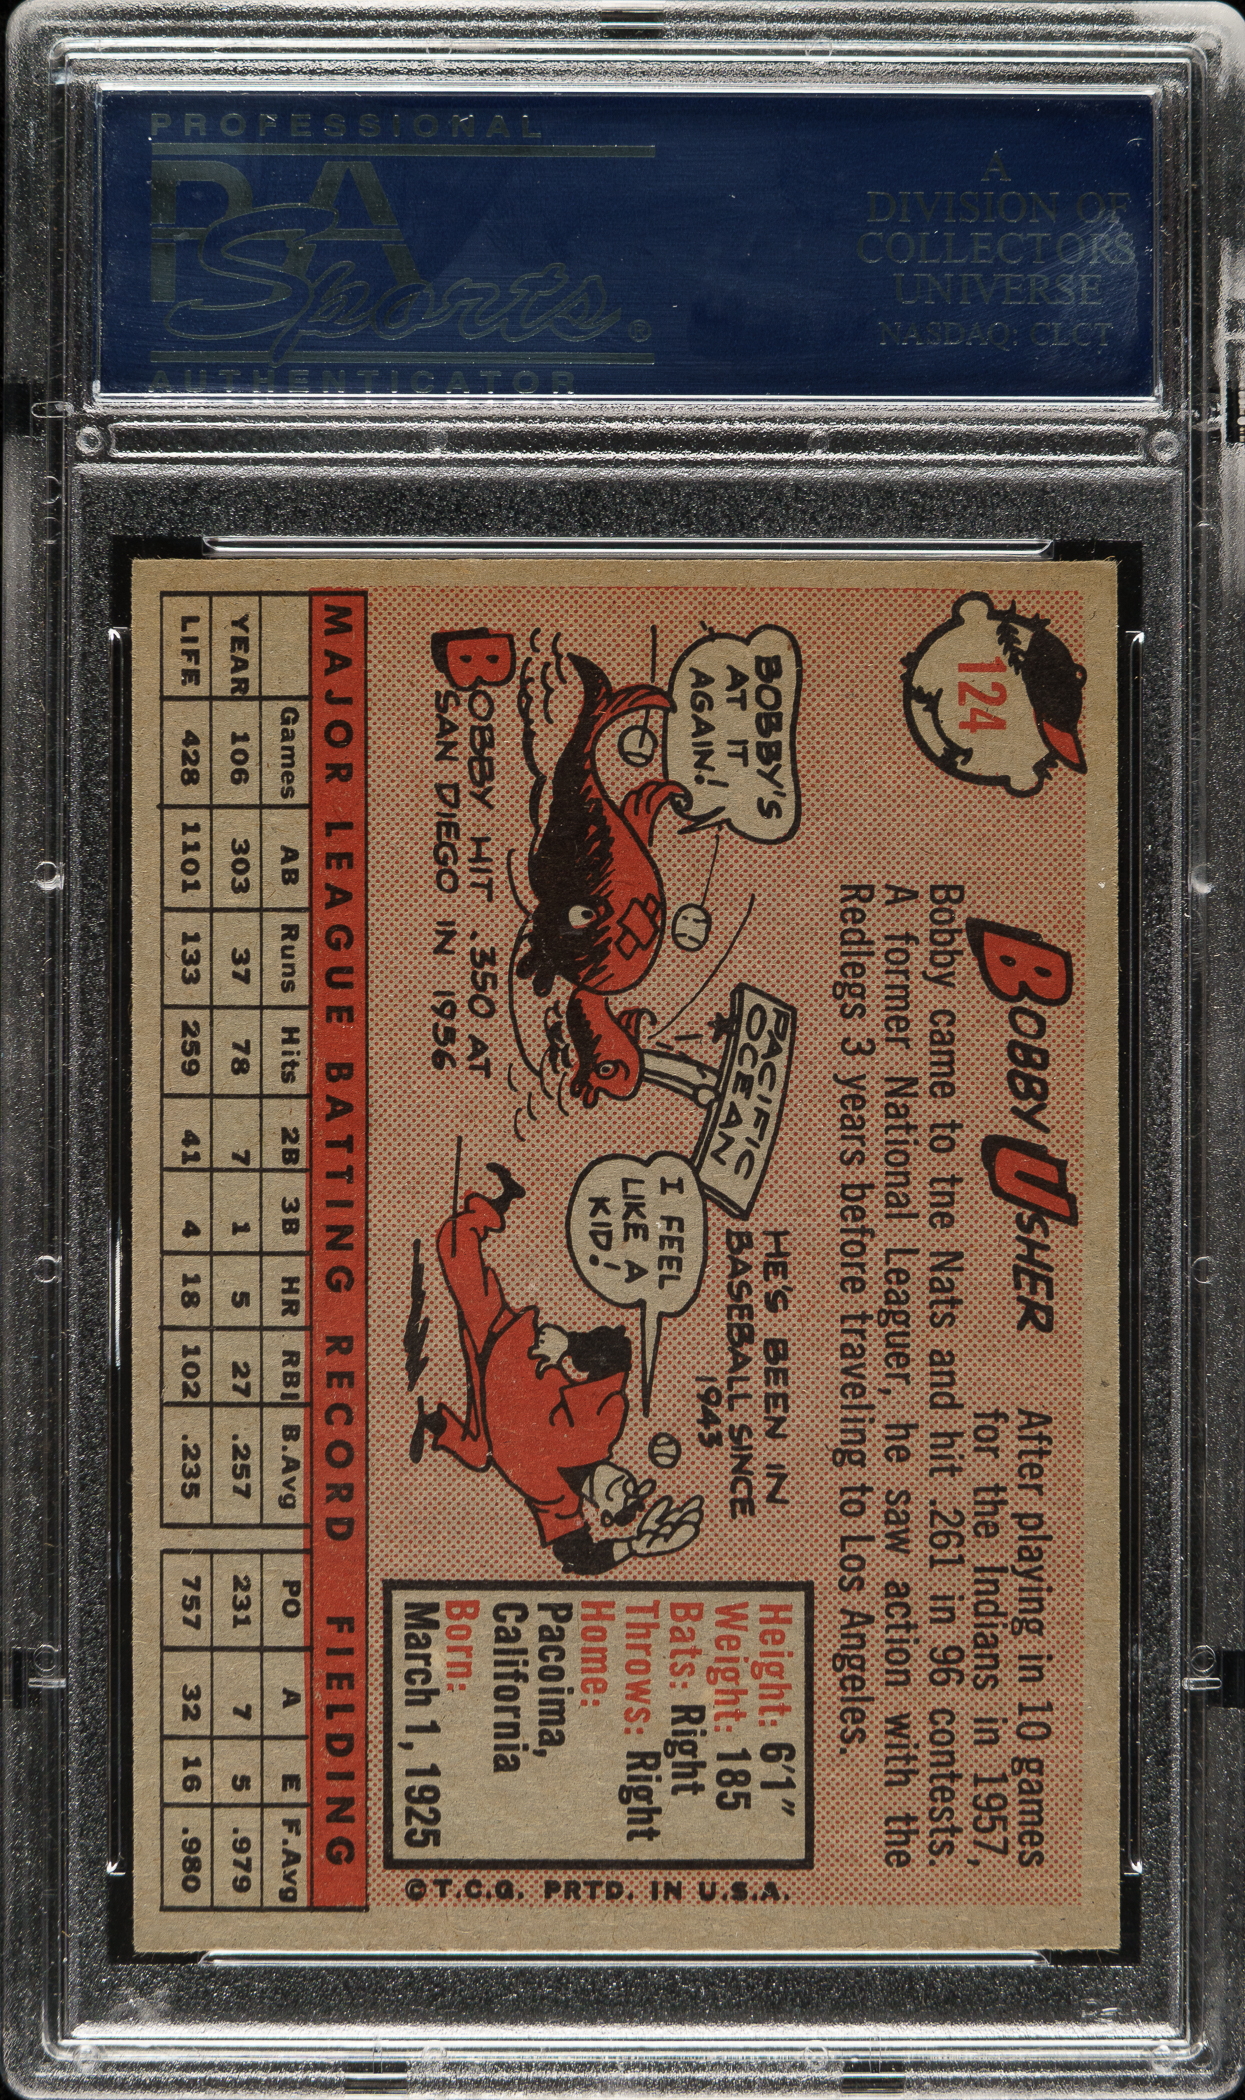 PROFESSIONAL
PSA
Sports®
AUTHENTICATOR
A
DIVISION OF
COLLECTORS
UNIVERSE
NASDAQ: CLCT
124
BOBBY USHER
After playing in 10 games
for the Indians in 1957,
Bobby came to tne Nats and hit .261 in 96 contests.
A former National Leaguer, he saw action with the
Redlegs 3 years before traveling to Los Angeles.
BOBBY'S
AT IT
AGAIN!
PACIFIC
OCEAN
BOBBY HIT .350 AT
SAN DIEGO IN 1956
HE'S BEEN IN
BASEBALL SINCE
1943
I FEEL
LIKE A
KID!
Height: 6'1"
Weight: 185
Bats: Right
Throws: Right
Home:
Pacoima,
California
Born:
March 1, 1925
© T.C.G. PRTD. IN U.S.A.
MAJOR LEAGUE BATTING RECORD FIELDING
Games AB Runs Hits 2B 3B HR RBI B.Avg PO A E F.Avg
YEAR 106 303 37 78 7 1 5 27 .257 231 7 5 .979
LIFE 428 1101 133 259 41 4 18 102 .235 757 32 16 .980